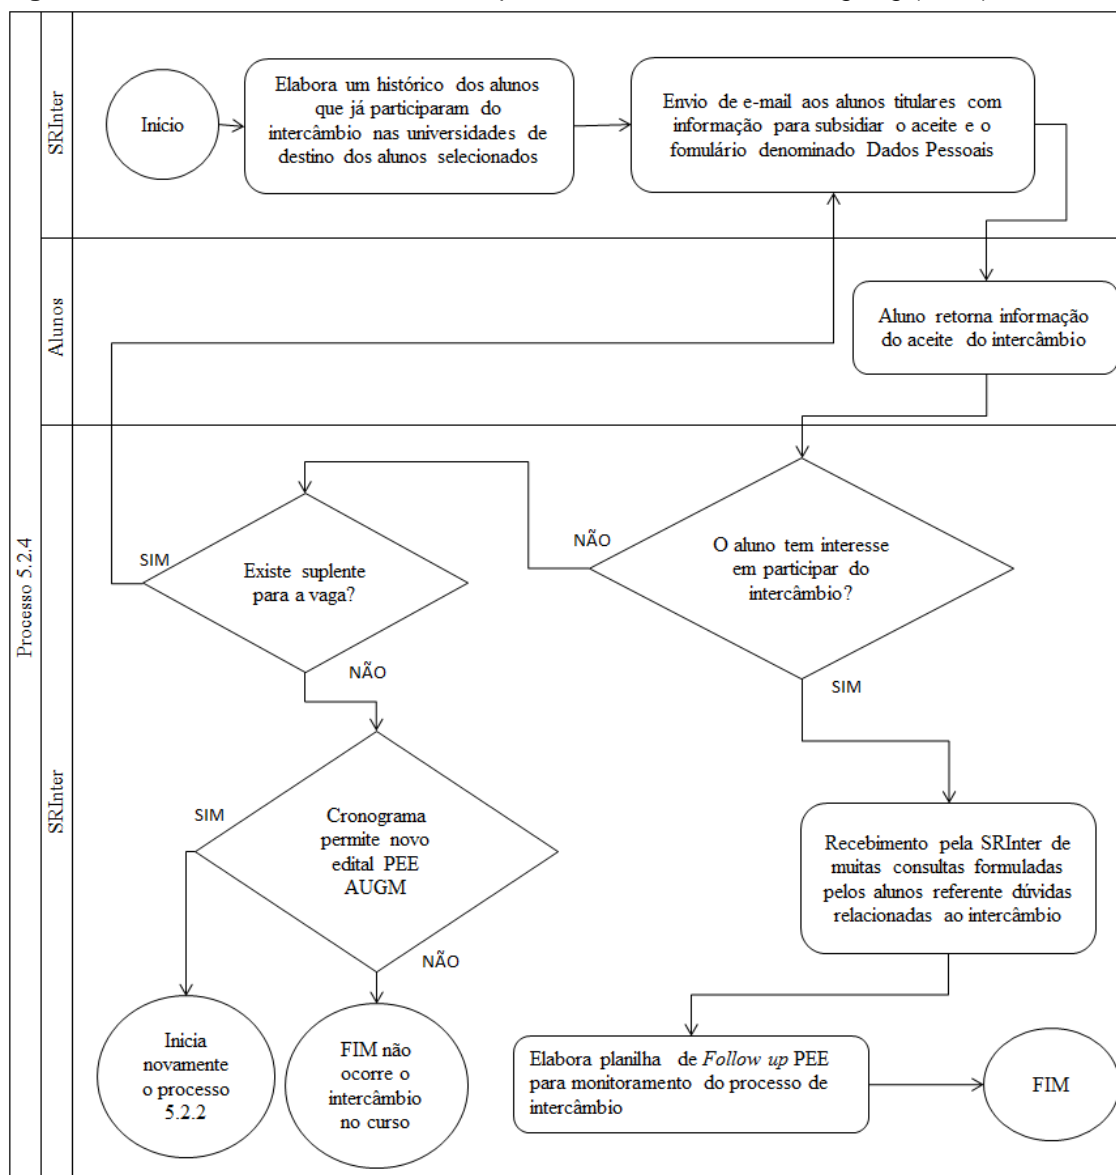 SRInter
Início
Elabora um histórico dos alunos
que já participaram do
intercâmbio nas universidades de
destino dos alunos selecionados
Envio de e-mail aos alunos titulares com
informação para subsidiar o aceite e o
fomulário denominado Dados Pessoais
Alunos
Aluno retorna informação
do aceite do intercâmbio
Processo 5.2.4
SRInter
O aluno tem interesse
em participar do
intercâmbio?
NÃO
SIM
Existe suplente
para a vaga?
SIM
NÃO
Cronograma
permite novo
edital PEE
AUGM
SIM
NÃO
Recebimento pela SRInter de
muitas consultas formuladas
pelos alunos referente dúvidas
relacionadas ao intercâmbio
Inicia
novamente
o processo
5.2.2
FIM não
ocorre o
intercâmbio
no curso
Elabora planilha de Follow up PEE
para monitoramento do processo de
intercâmbio
FIM